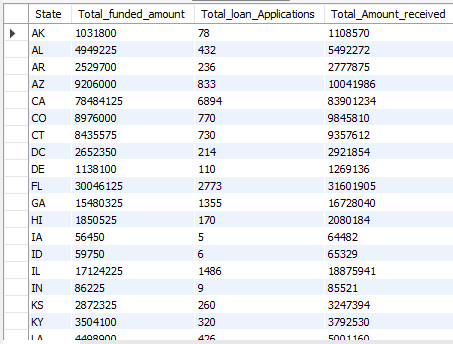 State Total_funded_amount Total_loan_Applications Total_Amount_received
AK 1031800 78 1108570
AL 4949225 432 5492272
AR 2529700 236 2777875
AZ 9206000 833 10041986
CA 78484125 6894 83901234
CO 8976000 770 9845810
CT 8435575 730 9357612
DC 2652350 214 2921854
DE 1138100 110 1269136
FL 30046125 2773 31601905
GA 15480325 1355 16728040
HI 1850525 170 2080184
IA 56450 5 64482
ID 59750 6 65329
IL 17124225 1486 18875941
IN 86225 9 85521
KS 2872325 260 3247394
KY 3504100 320 3792530
LA 4498900 426 5001160